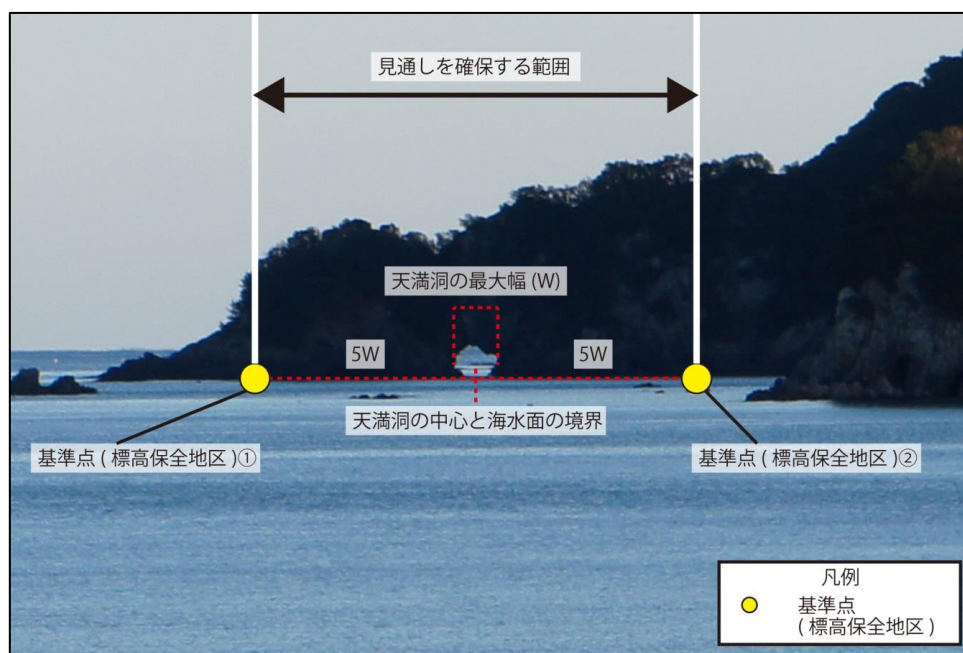 見通しを確保する範囲
天満洞の最大幅(W)
5W
5W
天満洞の中心と海水面の境界
基準点(標高保全地区)①
基準点(標高保全地区)②
凡例
基準点
(標高保全地区)